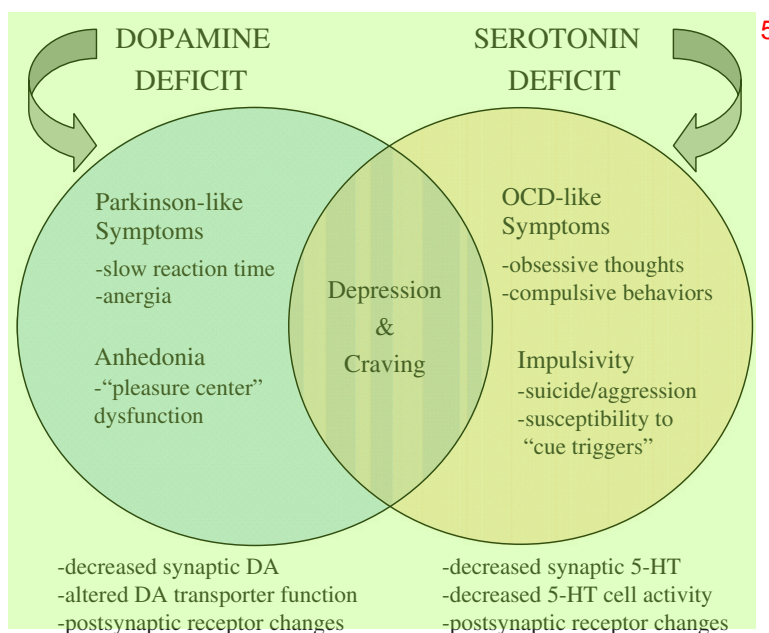 DOPAMINE
DEFICIT
SEROTONIN
DEFICIT
5
Parkinson-like
Symptoms
-slow reaction time
-anergia
Anhedonia
-“pleasure center”
dysfunction
Depression
&
Craving
OCD-like
Symptoms
-obsessive thoughts
-compulsive behaviors
Impulsivity
-suicide/aggression
-susceptibility to
“cue triggers”
-decreased synaptic DA
-altered DA transporter function
-postsynaptic receptor changes
-decreased synaptic 5-HT
-decreased 5-HT cell activity
-postsynaptic receptor changes